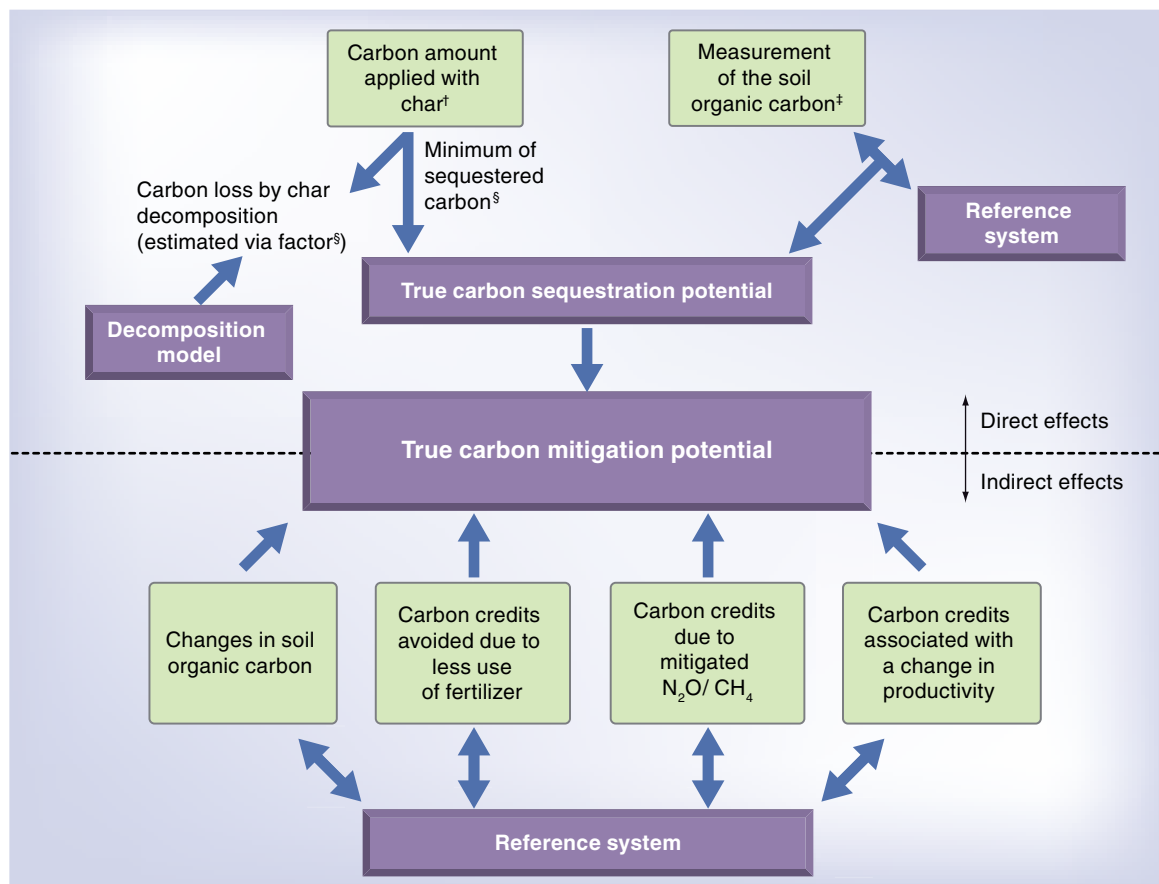 Carbon amount
applied with
char†
Measurement
of the soil
organic carbon‡
Minimum of
sequestered
carbon§
Carbon loss by char
decomposition
(estimated via factor§)
Reference
system
True carbon sequestration potential
Decomposition
model
True carbon mitigation potential
Direct effects
Indirect effects
Changes in soil
organic carbon
Carbon credits
avoided due to
less use
of fertilizer
Carbon credits
due to
mitigated
N₂O/ CH₄
Carbon credits
associated with
a change in
productivity
Reference system